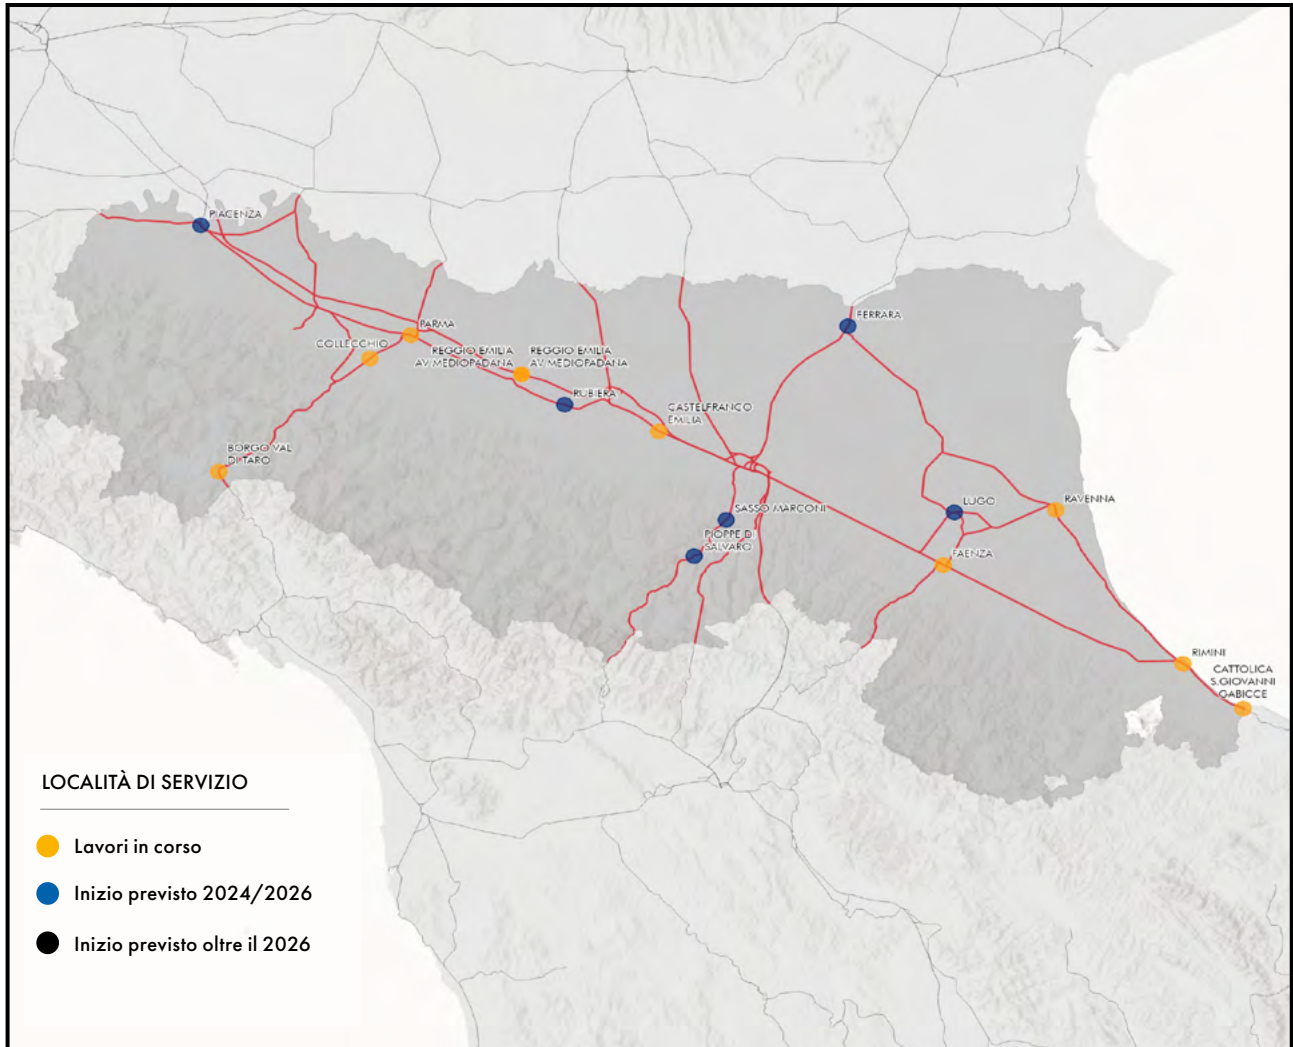 PIACENZA
FERRARA
PARMA
COLLECCHIO
REGGIO EMILIA
AV MEDIOPADANA
REGGIO EMILIA
AV MEDIOPADANA
RUBIERA
CASTELFRANCO
EMILIA
BORGO VAL
DI TARO
SASSO MARCONI
PIOPPE DI
SALVARO
LUGO
RAVENNA
FAENZA
RIMINI
CATTOLICA
S.GIOVANNI
GABICCE
LOCALITÀ DI SERVIZIO
Lavori in corso
Inizio previsto 2024/2026
Inizio previsto oltre il 2026